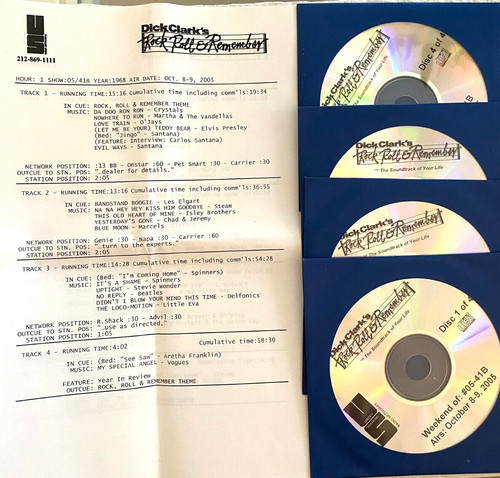 212-869-1111
Dick Clark's
Rock, Roll & Remember
HOUR: 1 SHOW:05/41B YEAR:1968 AIR DATE: OCT. 8-9, 2005
TRACK 1 - RUNNING TIME:15:16 Cumulative time including comm'ls:19:34
IN CUE: ROCK, ROLL & REMEMBER THEME
MUSIC: DA DOO RON RON - Crystals
NOWHERE TO RUN - Martha & The Vandellas
LOVE TRAIN - O'Jays
(LET ME BE YOUR) TEDDY BEAR - Elvis Presley
(Bed: "Jingo" - Santana)
(FEATURE: Interview: Carlos Santana)
EVIL WAYS - Santana
NETWORK POSITION: :13 BB - Onstar :60 - Pet Smart :30 - Carrier :30
OUTCUE TO STN. POS: "…dealer for details."
STATION POSITION: 2:05
TRACK 2 - RUNNING TIME:13:16 Cumulative time including comm'ls:36:55
IN CUE: BANDSTAND BOOGIE - Les Elgart
MUSIC: NA NA HEY HEY KISS HIM GOODBYE - Steam
THIS OLD HEART OF MINE - Isley Brothers
YESTERDAY'S GONE - Chad & Jeremy
BLUE MOON - Marcels
NETWORK POSITION: Genie :30 - Napa :30 - Carrier :60
OUTCUE TO STN. POS: "…turn to the experts."
STATION POSITION: 2:05
TRACK 3 - RUNNING TIME:14:28 Cumulative time including comm'ls:54:28
IN CUE: (Bed: "I'm Coming Home" - Spinners)
MUSIC: IT'S A SHAME - Spinners
UPTIGHT - Stevie Wonder
NO REPLY - Beatles
DIDN'T I BLOW YOUR MIND THIS TIME - Delfonics
THE LOCO-MOTION - Little Eva
NETWORK POSITION: R.Shack :30 - Advil :30
OUTCUE TO STN. POS: "…use as directed."
STATION POSITION: 1:05
TRACK 4 - RUNNING TIME:4:02 Cumulative time:58:30
IN CUE: (Bed: "See Saw" - Aretha Franklin)
MUSIC: MY SPECIAL ANGEL - Vogues
FEATURE: Year In Review
OUTCUE: ROCK, ROLL & REMEMBER THEME
Dick Clark's
Rock, Roll & Remember
Disc 4 of 4
Dick Clark's
Rock, Roll & Remember
The Soundtrack of Your Life
Dick Clark's
Rock, Roll & Remember
The Soundtrack of Your Life
Dick Clark's
Rock, Roll & Remember
The Soundtrack of Your Life
Disc 1 of
Weekend of: #05-41B
Airs: October 8-9, 2005